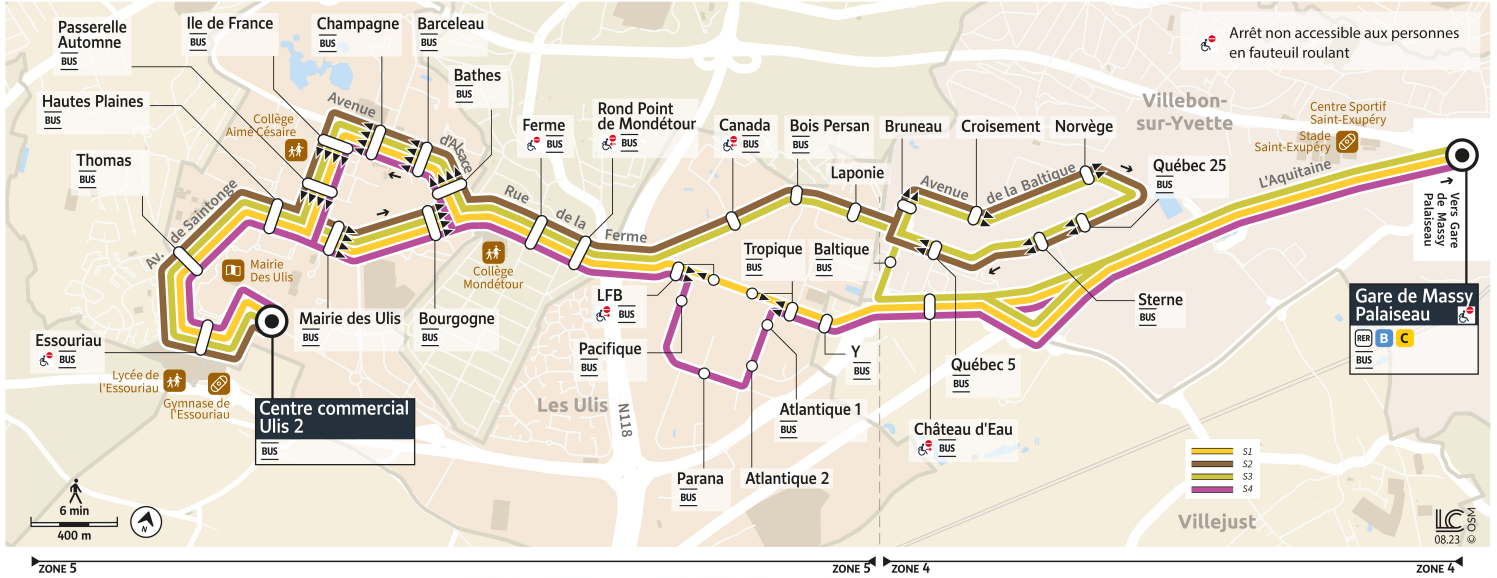 Passerelle
Automne
BUS
Ile de France
BUS
Champagne
BUS
Barceleau
BUS
Bathes
BUS
Arrêt non accessible aux personnes
en fauteuil roulant
Hautes Plaines
BUS
Collège
Aimé Césaire
Avenue
d'Alsace
Thomas
BUS
Av. de Saintonge
Ferme
BUS
Rond Point
de Mondétour
BUS
Canada
BUS
Bois Persan
BUS
Laponie
Bruneau
BUS
Croisement
BUS
Norvège
BUS
Villebon-
sur-Yvette
Québec 25
BUS
Centre Sportif
Saint-Exupéry
Stade
Saint-Exupéry
L'Aquitaine
Avenue de la Baltique
Rue de la Ferme
Vers Gare
de Massy
Palaiseau
Mairie
Des Ulis
Collège
Mondétour
Tropique
BUS
Baltique
BUS
LFB
BUS
Sterne
BUS
Gare de Massy
Palaiseau
RER B C
BUS
Mairie des Ulis
BUS
Bourgogne
BUS
Essouriau
BUS
Pacifique
BUS
Y
BUS
Québec 5
BUS
Lycée de
l'Essouriau
Gymnase de
l'Essouriau
Centre commercial
Ulis 2
BUS
Les Ulis
N118
Atlantique 1
BUS
Château d'Eau
BUS
Parana
BUS
Atlantique 2
S1
S2
S3
S4
Villejust
6 min
400 m
N
LC
08.23
© OSM
ZONE 5
ZONE 5
ZONE 4
ZONE 4